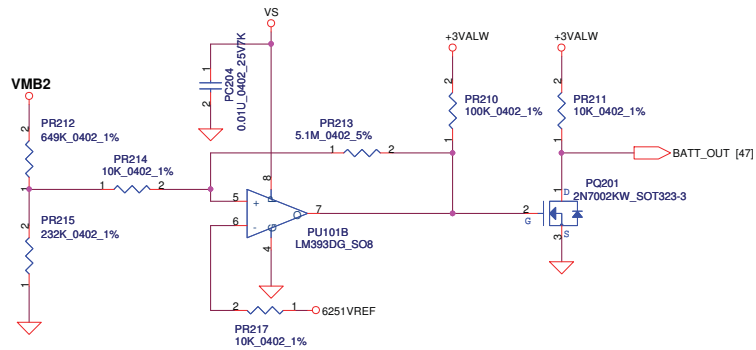 VS
+3VALW
+3VALW
1
2
PC204
0.01U_0402_25V7K
VMB2
2
PR212
649K_0402_1%
1
PR214
10K_0402_1%
1
2
PR213
5.1M_0402_5%
1
2
2
PR210
100K_0402_1%
1
2
PR211
10K_0402_1%
1
BATT_OUT [47]
2
PR215
232K_0402_1%
1
8
5
+
P
O
7
6
-
G
4
PU101B
LM393DG_SO8
PQ201
2N7002KW_SOT323-3
1
D
2
G
S
3
2
1
6251VREF
PR217
10K_0402_1%